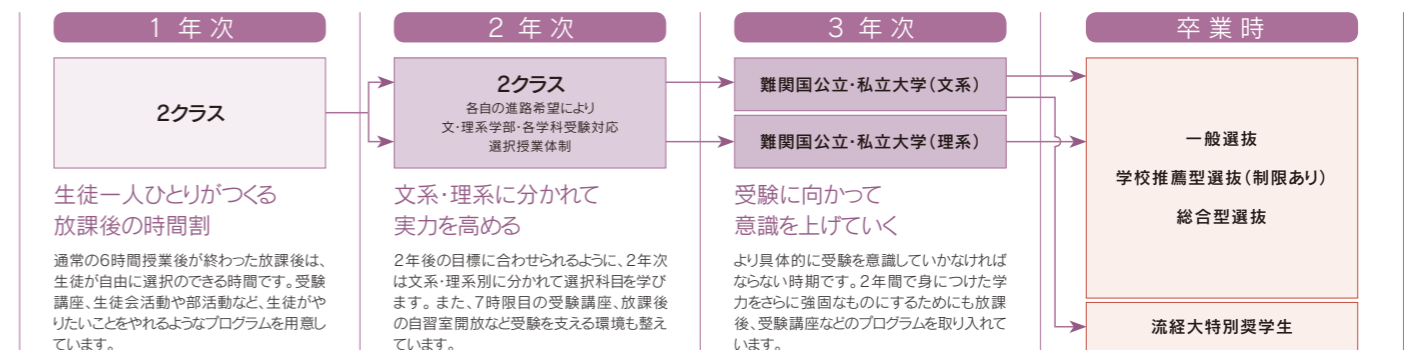 1年次
2クラス
生徒一人ひとりがつくる
放課後の時間割
通常の6時間授業後が終わった放課後は、
生徒が自由に選択のできる時間です。受験
講座、生徒会活動や部活動など、生徒がや
りたいことをやれるようなプログラムを用意し
ています。
2年次
2クラス
各自の進路希望により
文・理系学部・各学科受験対応
選択授業体制
文系・理系に分かれて
実力を高める
2年後の目標に合わせられるように、2年次
は文系・理系別に分かれて選択科目を学び
ます。また、7時限目の受験講座、放課後
の自習室開放など受験を支える環境も整え
ています。
3年次
難関国公立・私立大学(文系)
難関国公立・私立大学(理系)
受験に向かって
意識を上げていく
より具体的に受験を意識していかなければ
ならない時期です。2年間で身につけた学
力をさらに強固なものにするためにも放課
後、受験講座などのプログラムを取り入れて
います。
卒業時
一般選抜
学校推薦型選抜(制限あり)
総合型選抜
流経大特別奨学生